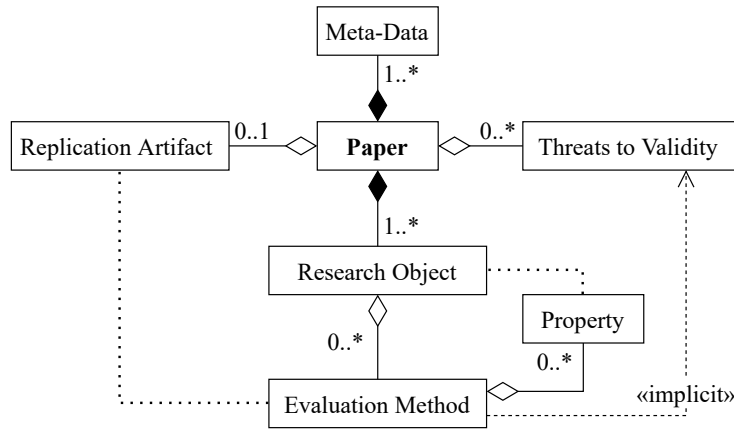 Meta-Data
1..*
Replication Artifact
0..1
Paper
0..*
Threats to Validity
1..*
Research Object
Property
0..*
0..*
Evaluation Method
«implicit»